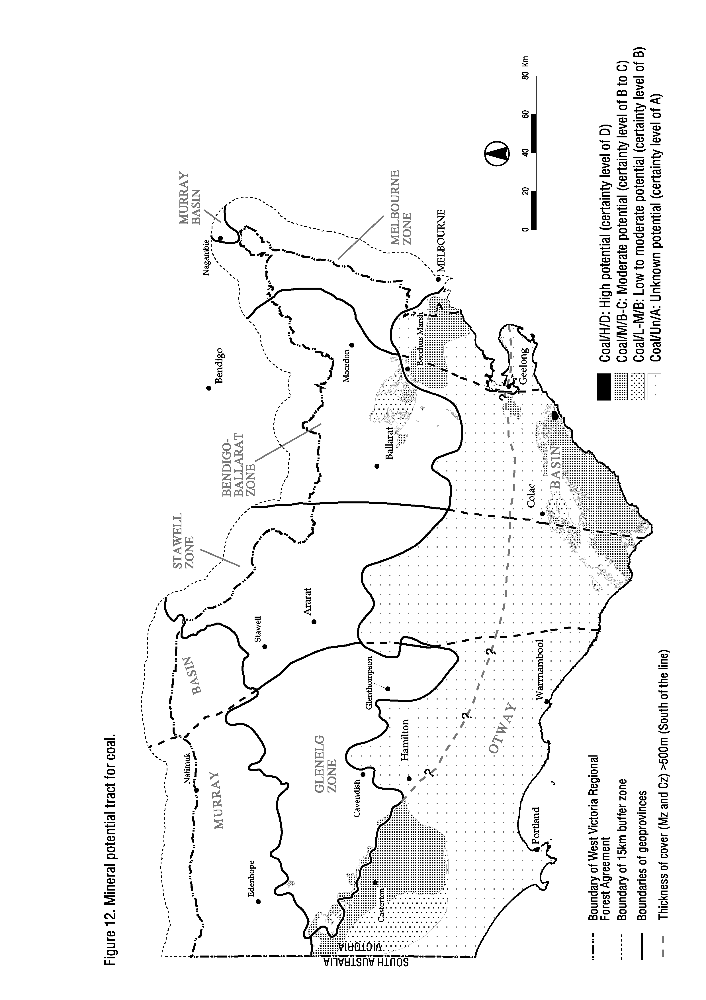 Figure 12. Mineral potential tract for coal.
MURRAY
BASIN
Nagambie
STAWELL
ZONE
BENDIGO-
BALLARAT
ZONE
Bendigo
MELBOURNE
ZONE
MELBOURNE
BASIN
Natimuk
MURRAY
Stawell
Ararat
Macedon
Edenhope
GLENELG
ZONE
Cavendish
Glenthompson
Ballarat
Bacchus Marsh
Hamilton
Casterton
SOUTH AUSTRALIA
VICTORIA
?
?
?
?
OTWAY
BASIN
Geelong
Colac
Warrnambool
Portland
0 20 40 60 80 Km
Boundary of West Victoria Regional
Forest Agreement
Boundary of 15km buffer zone
Boundaries of geoprovinces
Thickness of cover (Mz and Cz) >500m (South of the line)
Coal/H/D: High potential (certainty level of D)
Coal/M/B-C: Moderate potential (certainty level of B to C)
Coal/L-M/B: Low to moderate potential (certainty level of B)
Coal/Un/A: Unknown potential (certainty level of A)